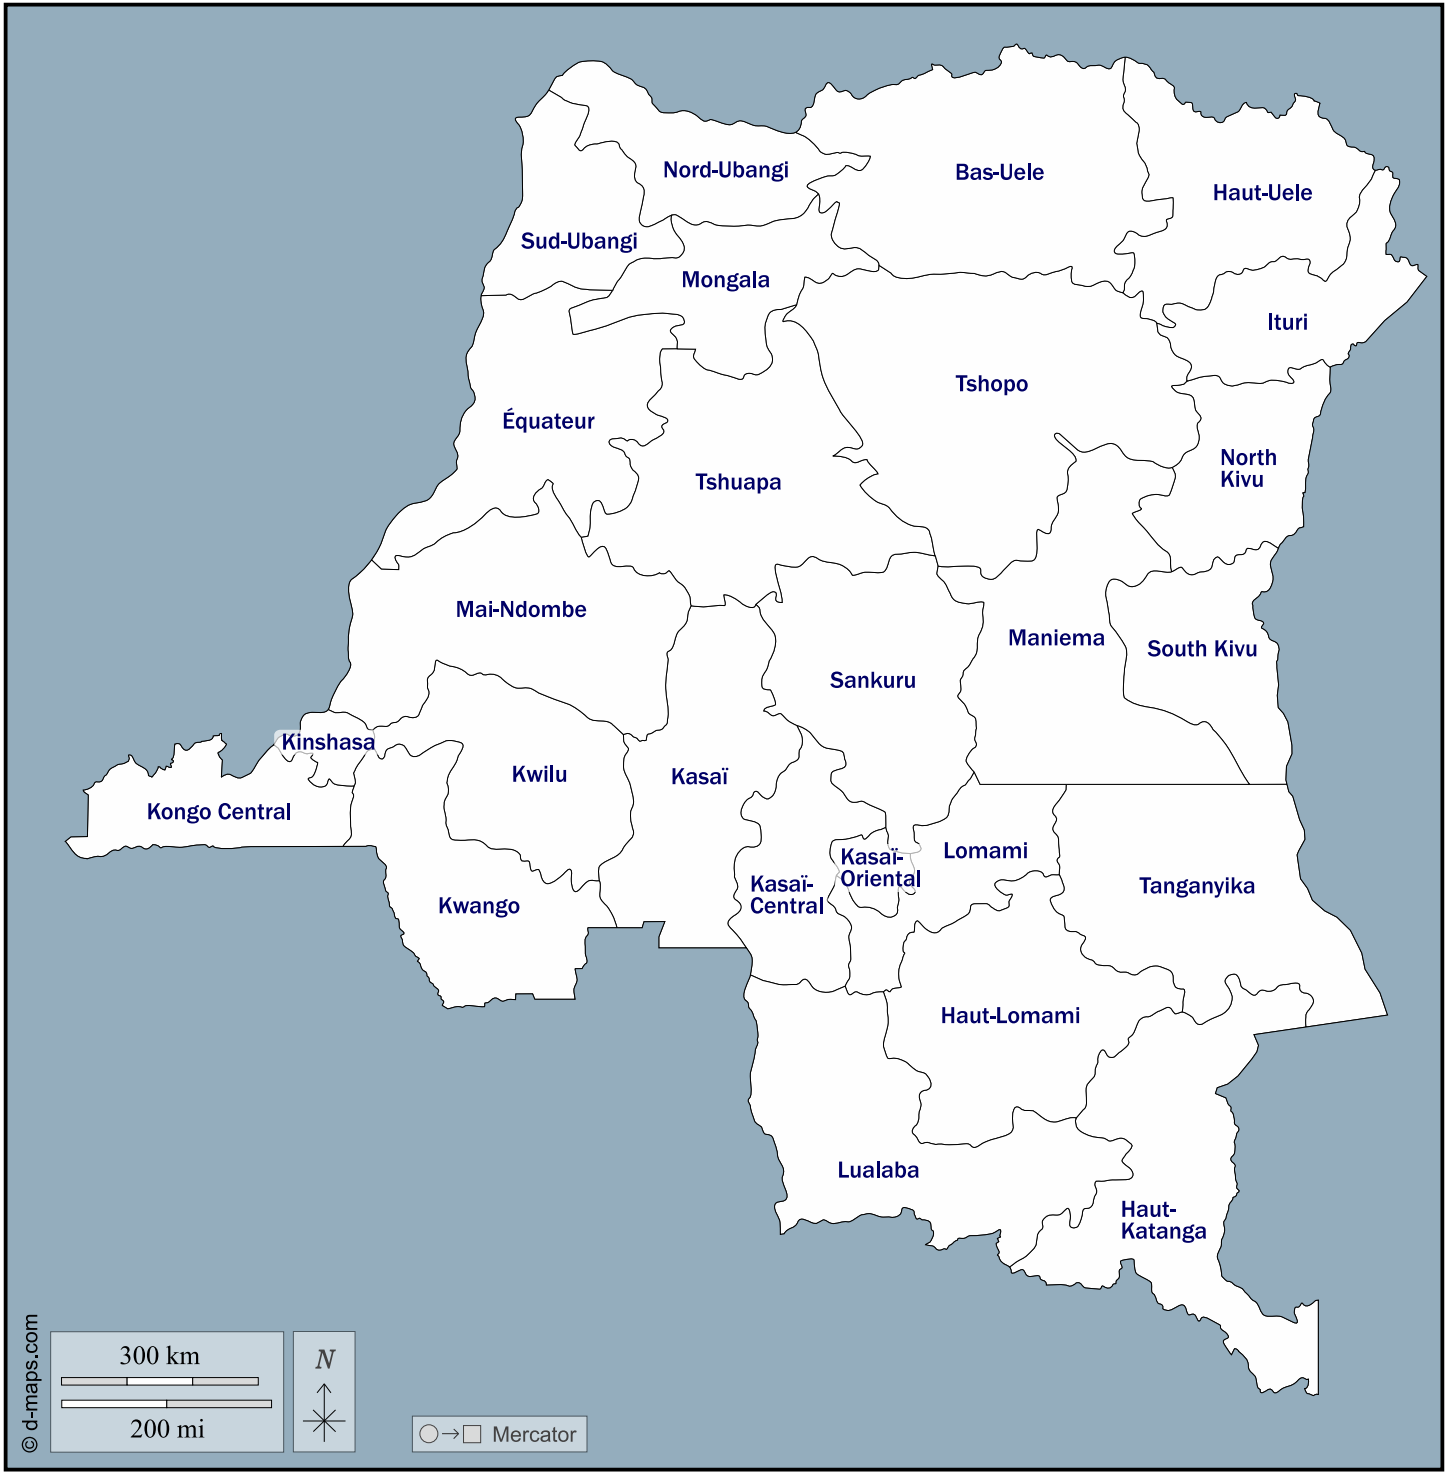 Nord-Ubangi
Bas-Uele
Haut-Uele
Sud-Ubangi
Mongala
Ituri
Tshopo
Équateur
North
Kivu
Tshuapa
Mai-Ndombe
Maniema
South Kivu
Sankuru
Kinshasa
Kwilu
Kasaï
Kongo Central
Lomami
Kasaï-
Oriental
Kasaï-
Central
Tanganyika
Kwango
Haut-Lomami
Lualaba
Haut-
Katanga
© d-maps.com
300 km
200 mi
N
Mercator